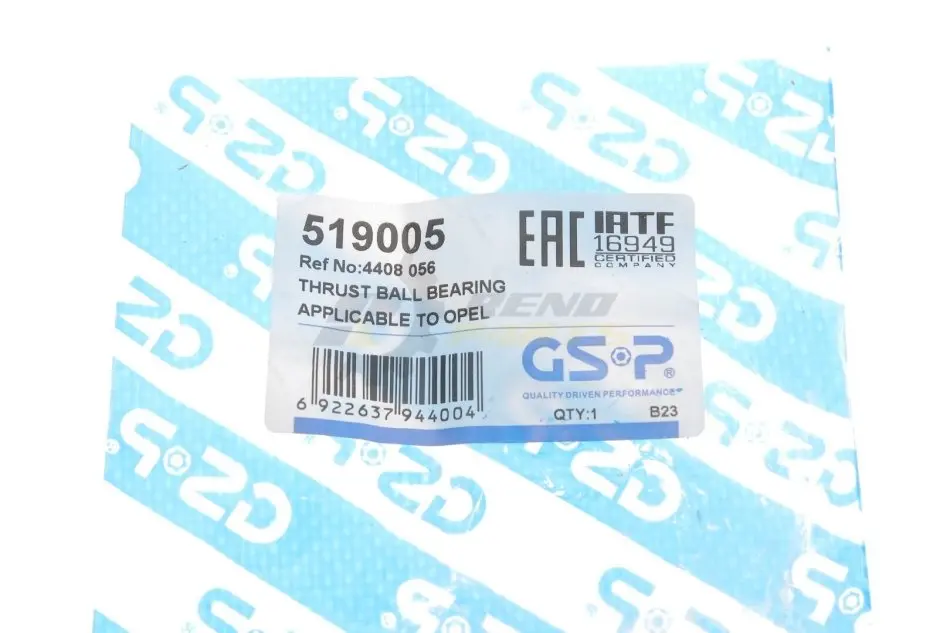 519005
Ref No:4408 056
THRUST BALL BEARING
APPLICABLE TO OPEL
EAC
IATF
16949
CERTIFIED
COMPANY
RENO
GSP®
QUALITY DRIVEN PERFORMANCE
QTY:1
B23
6 922637 944004